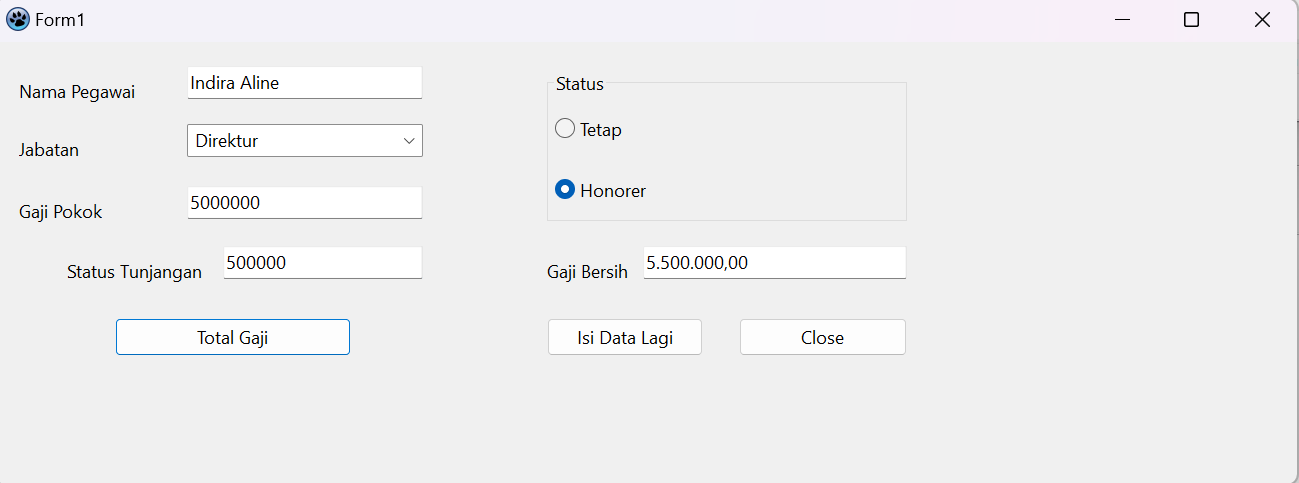 Form1
Nama Pegawai
Indira Aline
Jabatan
Direktur
Gaji Pokok
5000000
Status Tunjangan
500000
Total Gaji
Status
Tetap
Honorer
Gaji Bersih
5.500.000,00
Isi Data Lagi
Close